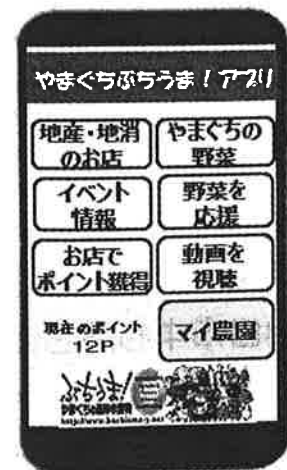 やまぐちぶちうま！アプリ
地産・地消
のお店
やまぐちの
野菜
イベント
情報
野菜を
応援
お店で
ポイント獲得
動画を
視聴
現在のポイント
12P
マイ農園
ぶちうま！